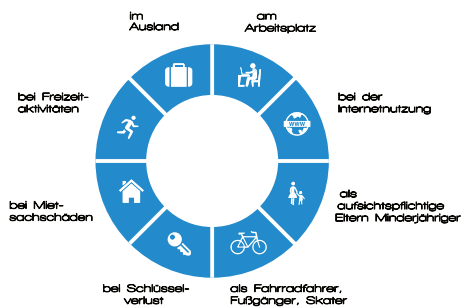 im
Ausland
am
Arbeitsplatz
bei der
Internetnutzung
WWW
als
aufsichtspflichtige
Eltern Minderjähriger
als Fahrradfahrer,
Fußgänger, Skater
bei Schlüssel-
verlust
bei Miet-
sachschäden
bei Freizeit-
aktivitäten